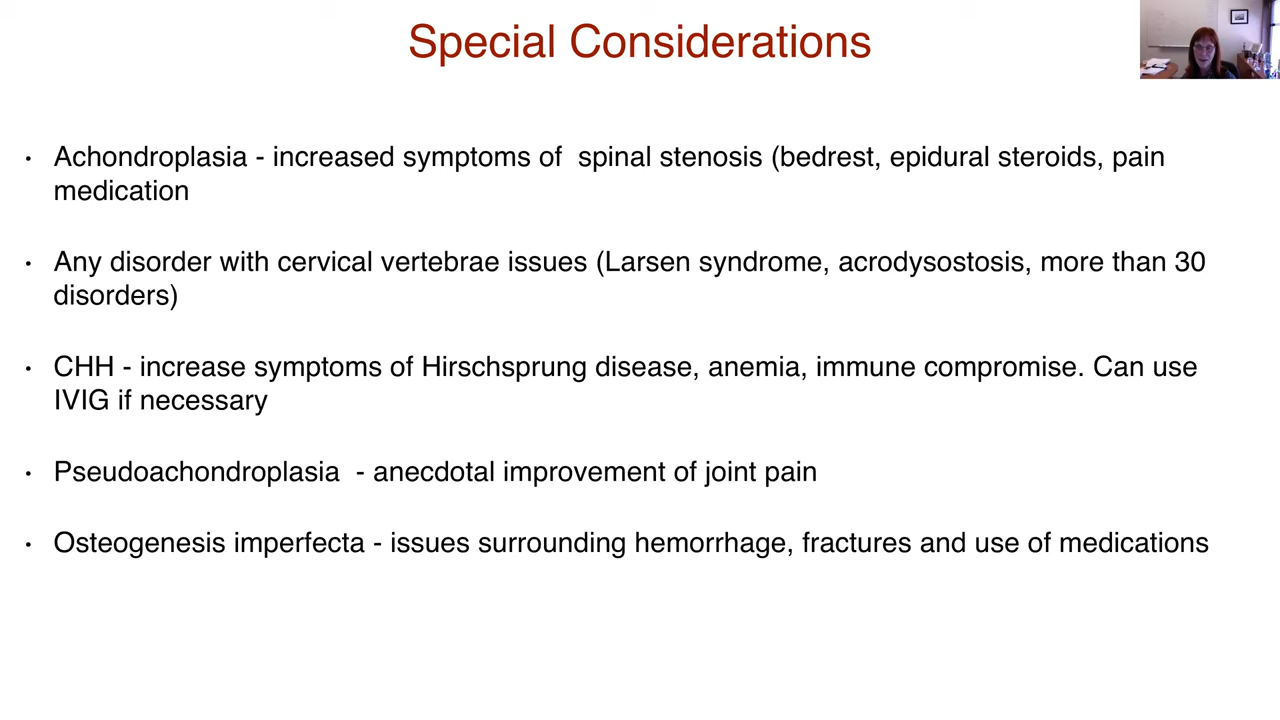 Special Considerations
• Achondroplasia - increased symptoms of  spinal stenosis (bedrest, epidural steroids, pain
medication
• Any disorder with cervical vertebrae issues (Larsen syndrome, acrodysostosis, more than 30
disorders)
• CHH - increase symptoms of Hirschsprung disease, anemia, immune compromise. Can use
IVIG if necessary
• Pseudoachondroplasia  - anecdotal improvement of joint pain
• Osteogenesis imperfecta - issues surrounding hemorrhage, fractures and use of medications